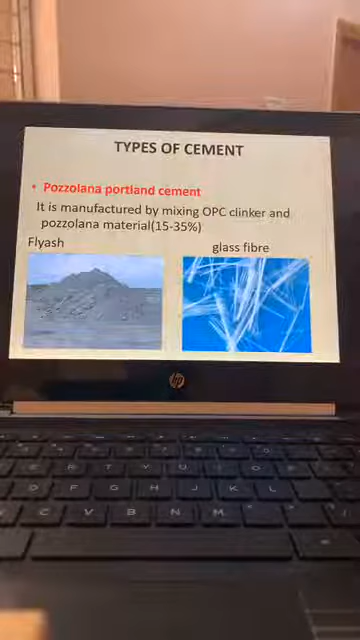 TYPES OF CEMENT
• Pozzolana portland cement
It is manufactured by mixing OPC clinker and
pozzolana material(15-35%)
Flyash glass fibre
hp
E R T Y U I O
D F G H J K L
C V B N M